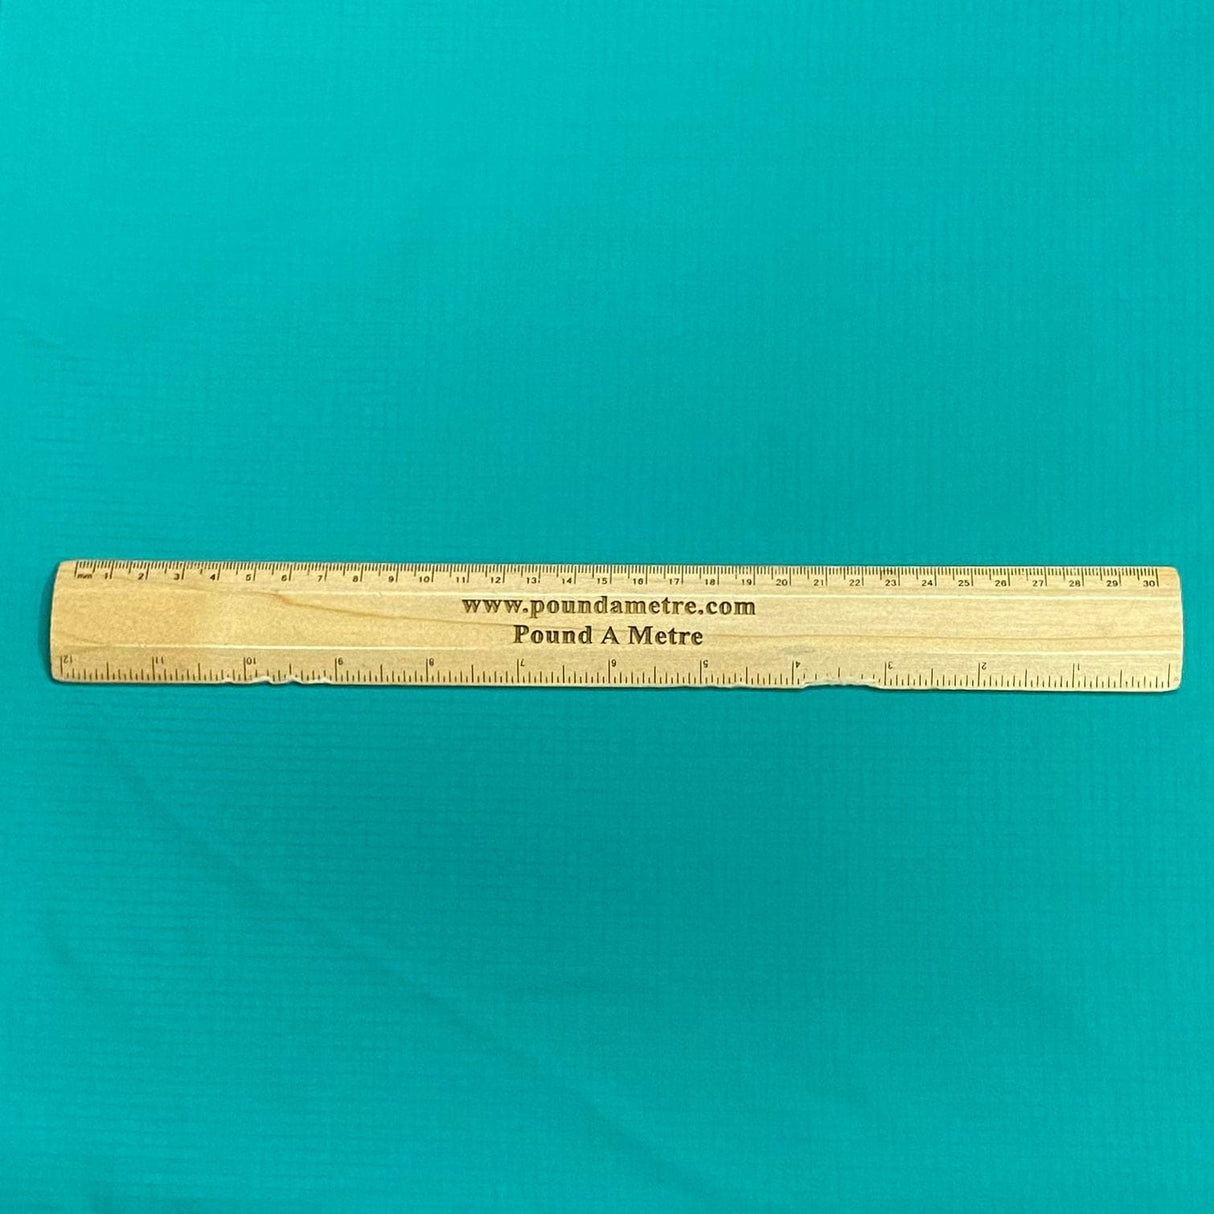 mm 1 2 3 4 5 6 7 8 9 10 11 12 13 14 15 16 17 18 19 20 21 22 23 24 25 26 27 28 29 30
www.poundametre.com
Pound A Metre
12 11 10 9 8 7 6 5 4 3 2 1